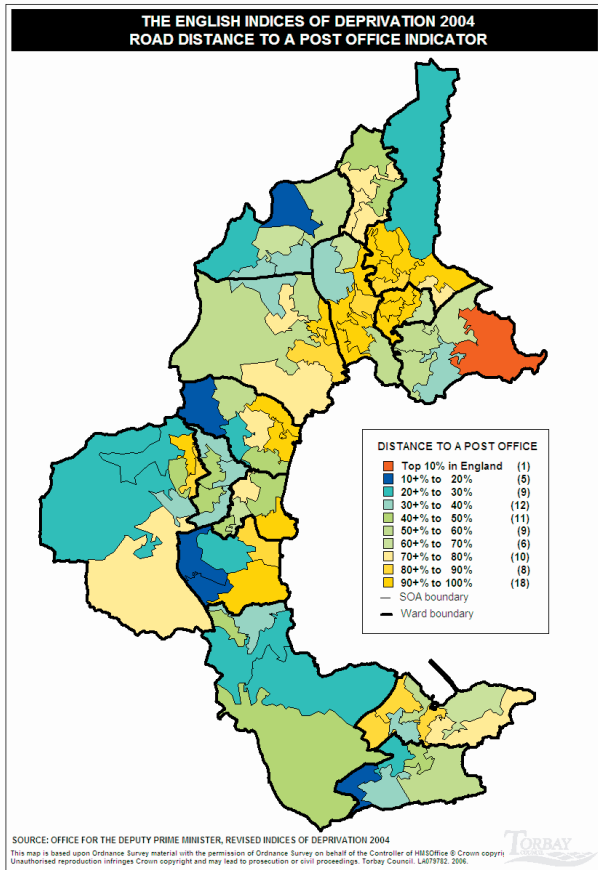 THE ENGLISH INDICES OF DEPRIVATION 2004
ROAD DISTANCE TO A POST OFFICE INDICATOR
DISTANCE TO A POST OFFICE
Top 10% in England (1)
10+% to 20% (5)
20+% to 30% (9)
30+% to 40% (12)
40+% to 50% (11)
50+% to 60% (9)
60+% to 70% (6)
70+% to 80% (10)
80+% to 90% (8)
90+% to 100% (18)
SOA boundary
Ward boundary
SOURCE: OFFICE FOR THE DEPUTY PRIME MINISTER, REVISED INDICES OF DEPRIVATION 2004
This map is based upon Ordnance Survey material with the permission of Ordnance Survey on behalf of the Controller of HMSOffice © Crown copyri
Unauthorised reproduction infringes Crown copyright and may lead to prosecution or civil proceedings. Torbay Council. LA079782. 2006.
TORBAY